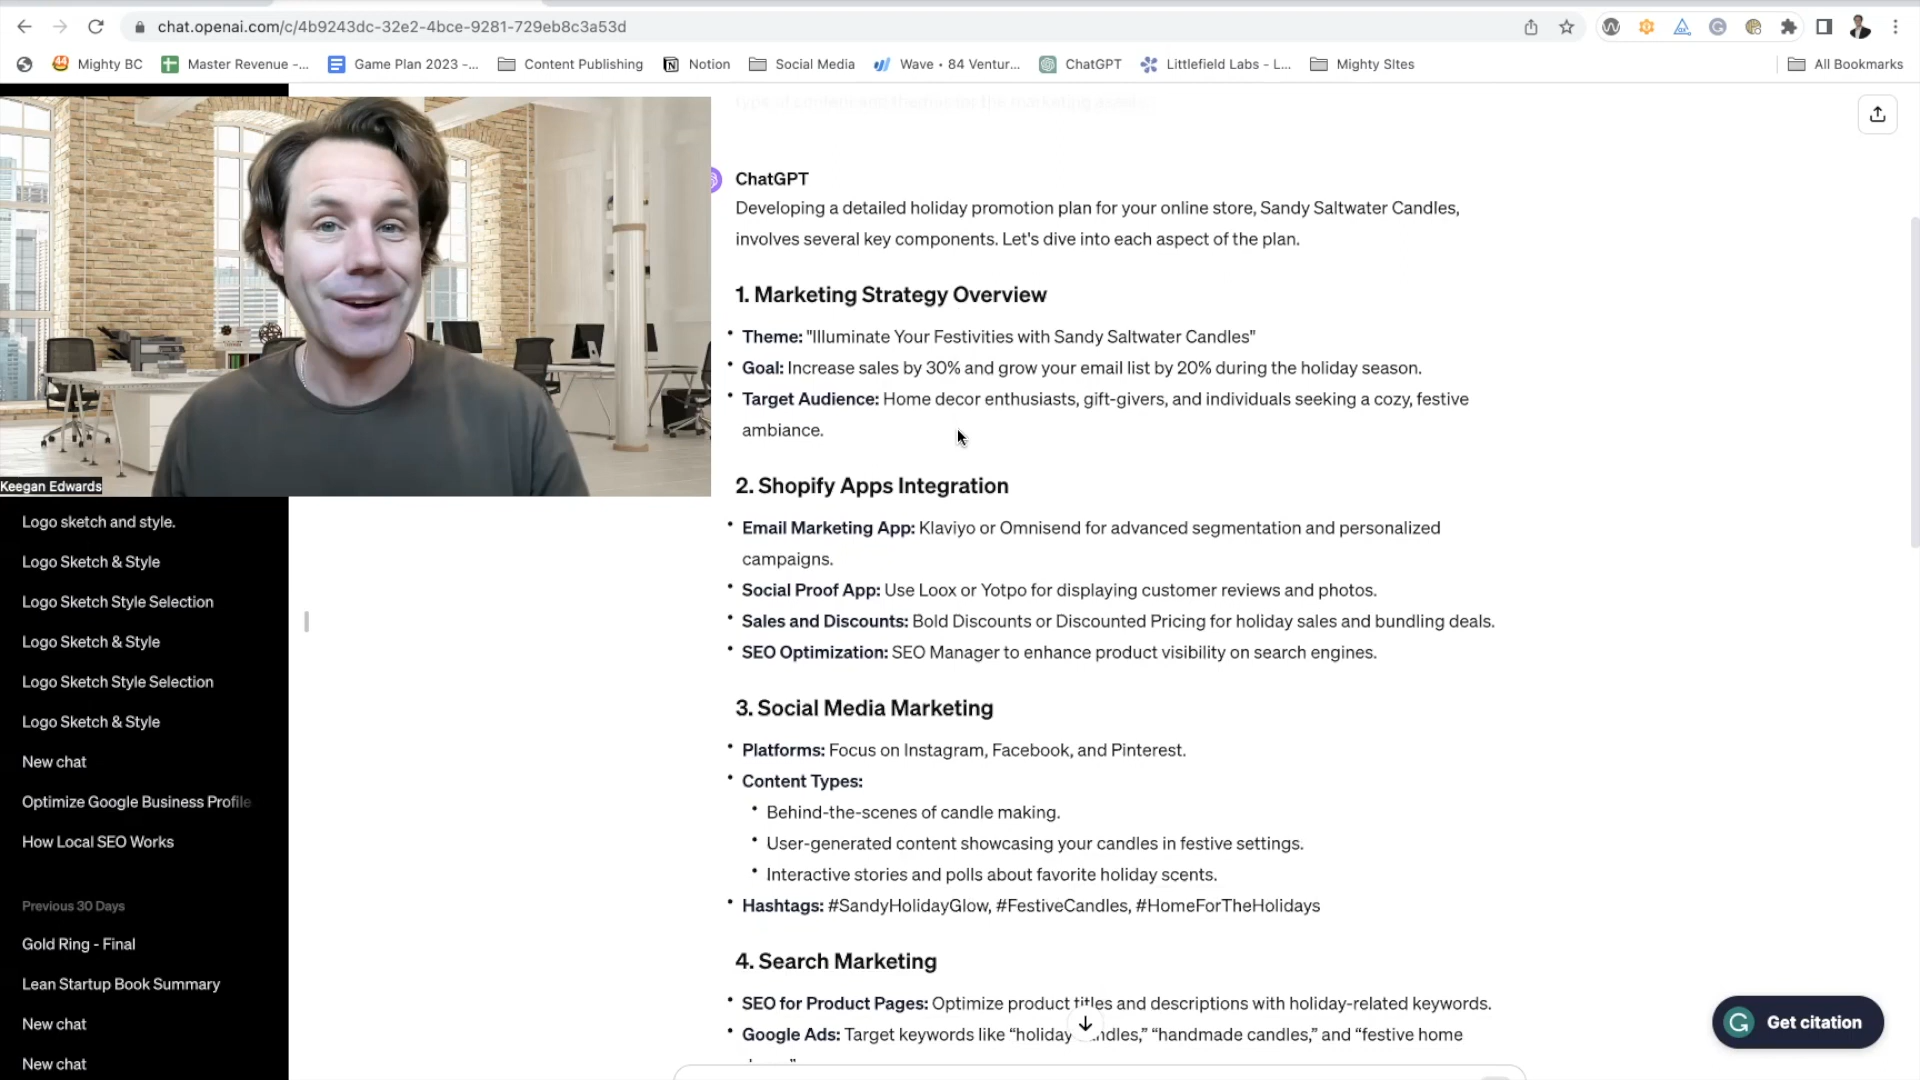 chat.openai.com/c/4b9243dc-32e2-4bce-9281-729eb8c3a53d
Mighty BC
Master Revenue -...
Game Plan 2023 -...
Content Publishing
Notion
Social Media
Wave • 84 Ventur...
ChatGPT
Littlefield Labs - L...
Mighty SItes
All Bookmarks
ChatGPT
Developing a detailed holiday promotion plan for your online store, Sandy Saltwater Candles,
involves several key components. Let's dive into each aspect of the plan.
1. Marketing Strategy Overview
• Theme: "Illuminate Your Festivities with Sandy Saltwater Candles"
• Goal: Increase sales by 30% and grow your email list by 20% during the holiday season.
• Target Audience: Home decor enthusiasts, gift-givers, and individuals seeking a cozy, festive
ambiance.
2. Shopify Apps Integration
• Email Marketing App: Klaviyo or Omnisend for advanced segmentation and personalized
campaigns.
• Social Proof App: Use Loox or Yotpo for displaying customer reviews and photos.
• Sales and Discounts: Bold Discounts or Discounted Pricing for holiday sales and bundling deals.
• SEO Optimization: SEO Manager to enhance product visibility on search engines.
3. Social Media Marketing
• Platforms: Focus on Instagram, Facebook, and Pinterest.
• Content Types:
• Behind-the-scenes of candle making.
• User-generated content showcasing your candles in festive settings.
• Interactive stories and polls about favorite holiday scents.
• Hashtags: #SandyHolidayGlow, #FestiveCandles, #HomeForTheHolidays
4. Search Marketing
• SEO for Product Pages: Optimize product titles and descriptions with holiday-related keywords.
• Google Ads: Target keywords like “holiday candles,” “handmade candles,” and “festive home
Keegan Edwards
Logo sketch and style.
Logo Sketch & Style
Logo Sketch Style Selection
Logo Sketch & Style
Logo Sketch Style Selection
Logo Sketch & Style
New chat
Optimize Google Business Profile
How Local SEO Works
Previous 30 Days
Gold Ring - Final
Lean Startup Book Summary
New chat
New chat
Get citation